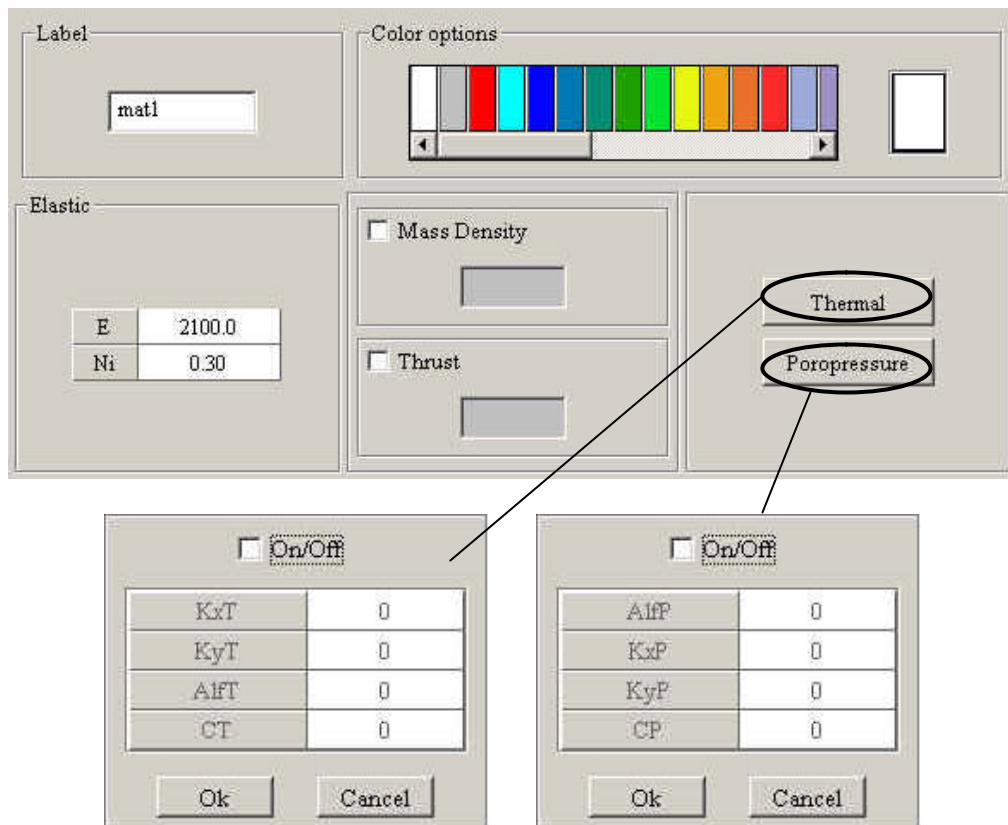 Label
mat1
Color options
Elastic
E 2100.0
Ni 0.30
Mass Density
Thrust
Thermal
Poropressure
On/Off
KxT 0
KyT 0
AlfT 0
CT 0
Ok Cancel
On/Off
AlfP 0
KxP 0
KyP 0
CP 0
Ok Cancel